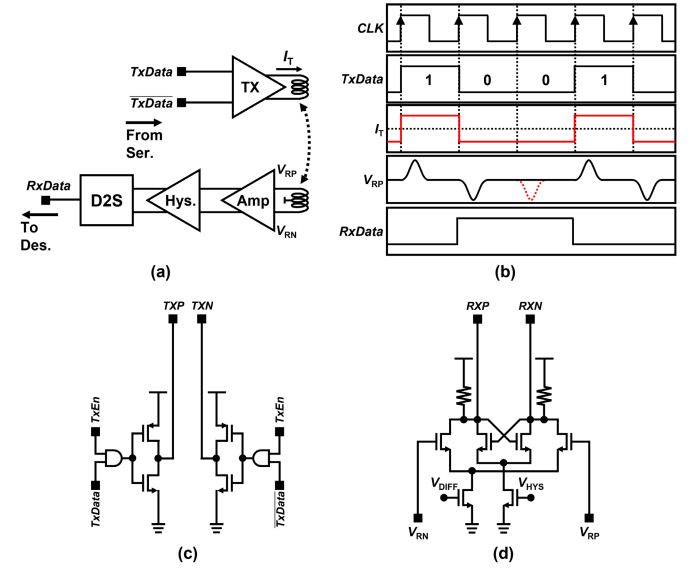 I_T
TxData
TX
TxData
From
Ser.
V_RP
RxData
D2S
Hys.
Amp
To
Des.
V_RN
(a)
CLK
TxData
1 0 0 1
I_T
V_RP
RxData
(b)
TXP TXN
TxEn
TxEn
TxData
TxData
(c)
RXP RXN
V_DIFF
V_HYS
V_RN
V_RP
(d)